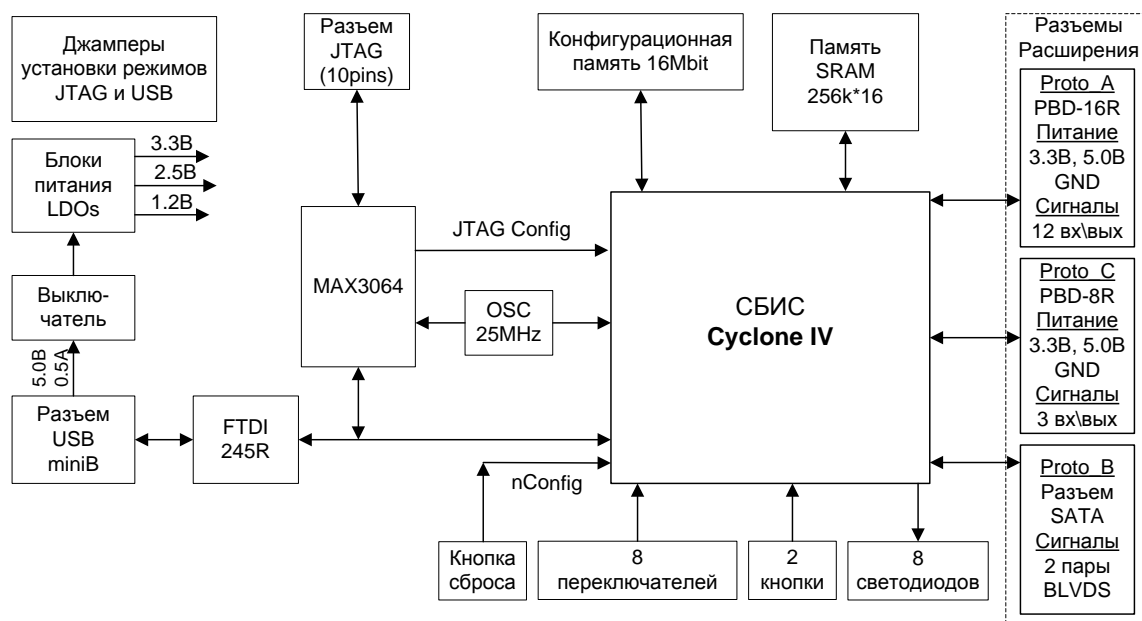 Джамперы
установки режимов
JTAG и USB
Разъем
JTAG
(10pins)
Конфигурационная
память 16Mbit
Память
SRAM
256k*16
Разъемы
Расширения
Proto_A
PBD-16R
Питание
3.3В, 5.0В
GND
Сигналы
12 вх\вых
Блоки
питания
LDOs
3.3В
2.5В
1.2В
MAX3064
JTAG Config
OSC
25MHz
СБИС
Cyclone IV
Proto_C
PBD-8R
Питание
3.3В, 5.0В
GND
Сигналы
3 вх\вых
Выклю-
чатель
5.0В
0.5А
Разъем
USB
miniB
FTDI
245R
nConfig
Proto_B
Разъем
SATA
Сигналы
2 пары
BLVDS
Кнопка
сброса
8
переключателей
2
кнопки
8
светодиодов